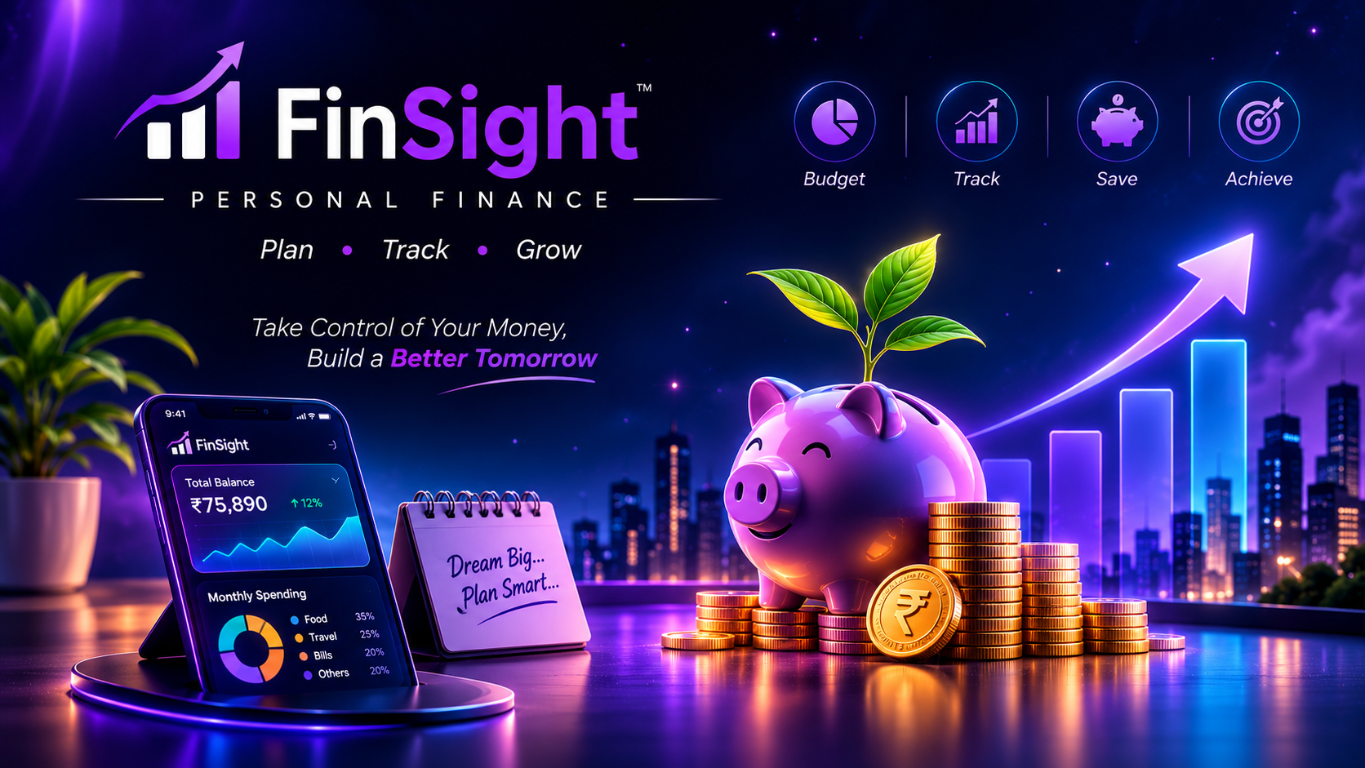 FinSight™
PERSONAL FINANCE
Plan • Track • Grow
Take Control of Your Money,
Build a Better Tomorrow
Budget
Track
Save
Achieve
9:41
FinSight
Total Balance
₹75,890 ↑ 12%
Monthly Spending
Food 35%
Travel 25%
Bills 20%
Others 20%
Dream Big...
Plan Smart...
₹